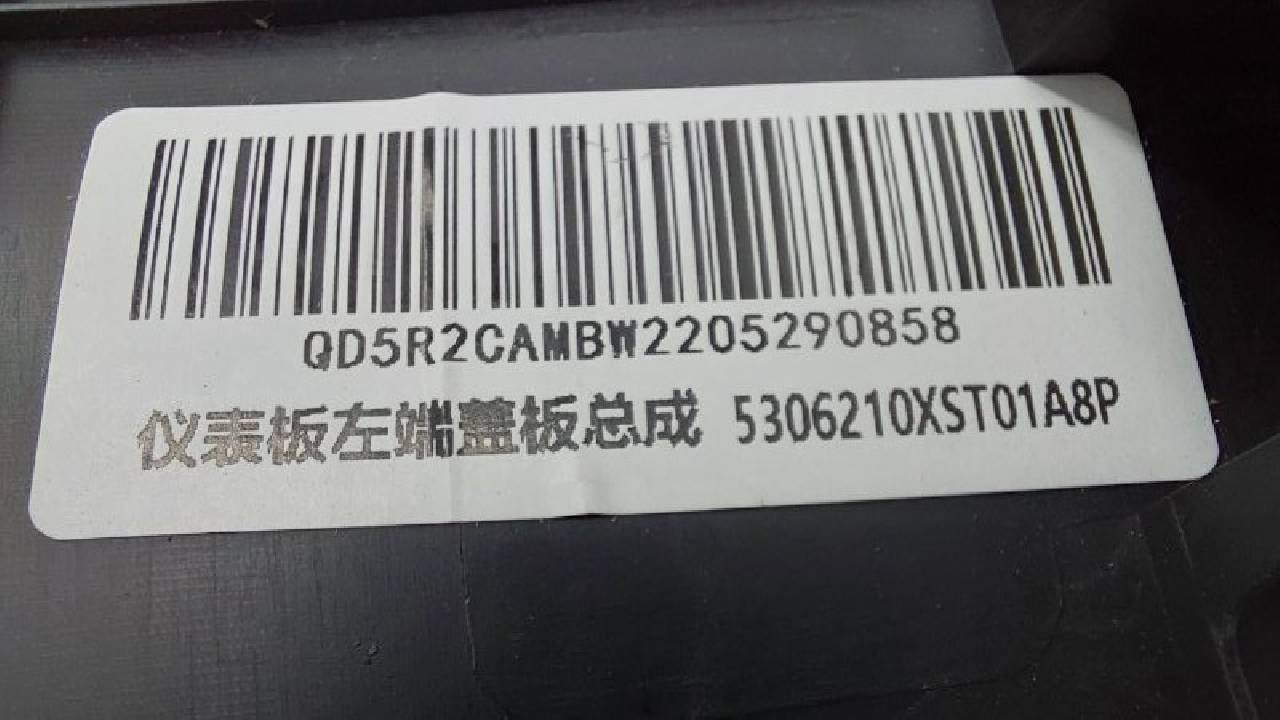 QD5R2CAMBW2205290858
仪表板左端盖板总成 5306210XST01A8P